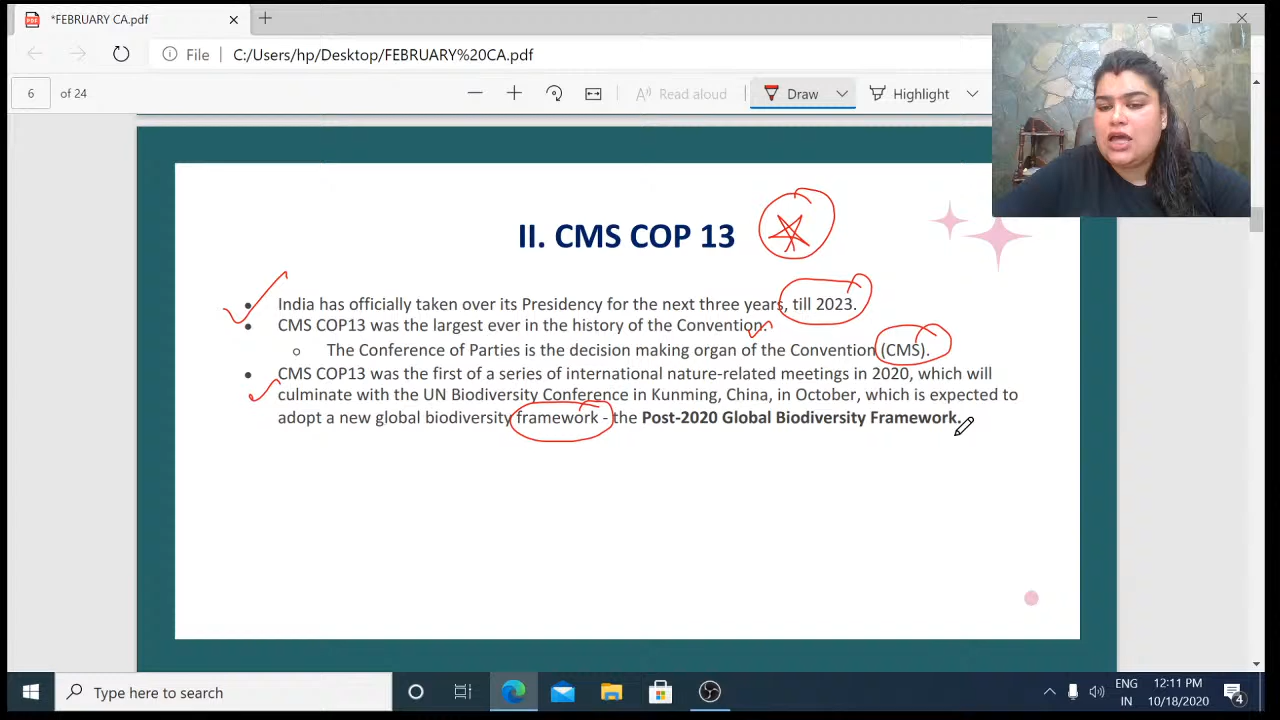 *FEBRUARY CA.pdf
File C:/Users/hp/Desktop/FEBRUARY%20CA.pdf
6 of 24 Read aloud Draw Highlight
II. CMS COP 13
• India has officially taken over its Presidency for the next three years, till 2023.
• CMS COP13 was the largest ever in the history of the Convention.
o The Conference of Parties is the decision making organ of the Convention (CMS).
• CMS COP13 was the first of a series of international nature-related meetings in 2020, which will
culminate with the UN Biodiversity Conference in Kunming, China, in October, which is expected to
adopt a new global biodiversity framework - the Post-2020 Global Biodiversity Framework.
Type here to search
ENG 12:11 PM
IN 10/18/2020 4